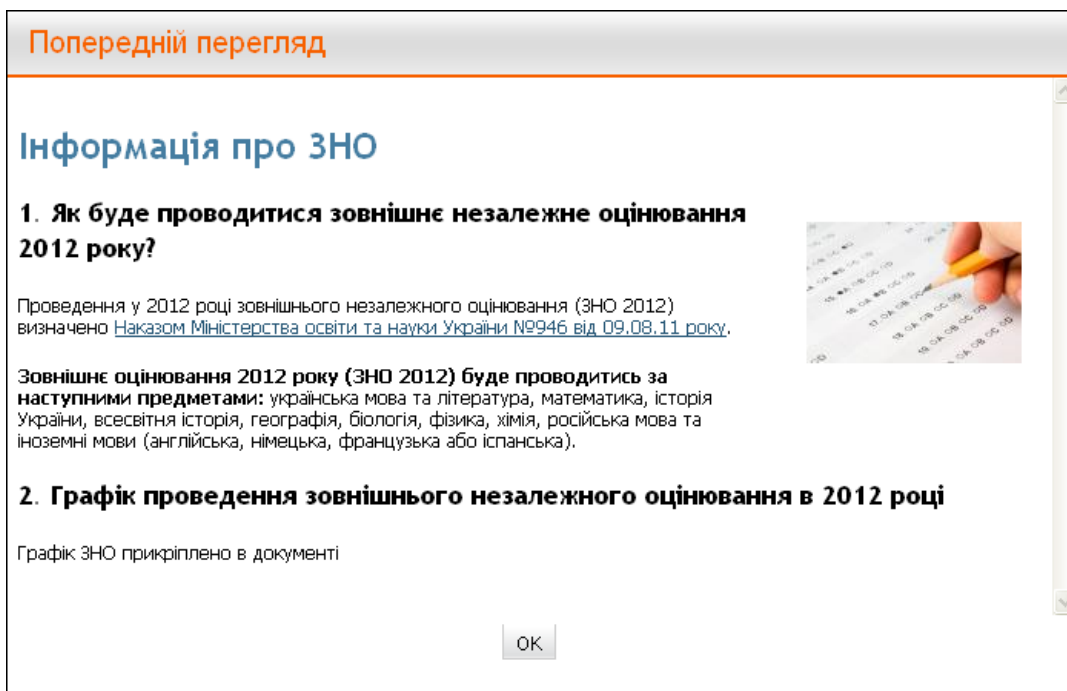 Попередній перегляд
Інформація про ЗНО
1. Як буде проводитися зовнішнє незалежне оцінювання
2012 року?
Проведення у 2012 році зовнішнього незалежного оцінювання (ЗНО 2012)
визначено Наказом Міністерства освіти та науки України №946 від 09.08.11 року.
Зовнішнє оцінювання 2012 року (ЗНО 2012) буде проводитись за
наступними предметами: українська мова та література, математика, історія
України, всесвітня історія, географія, біологія, фізика, хімія, російська мова та
іноземні мови (англійська, німецька, французька або іспанська).
2. Графік проведення зовнішнього незалежного оцінювання в 2012 році
Графік ЗНО прикріплено в документі
OK